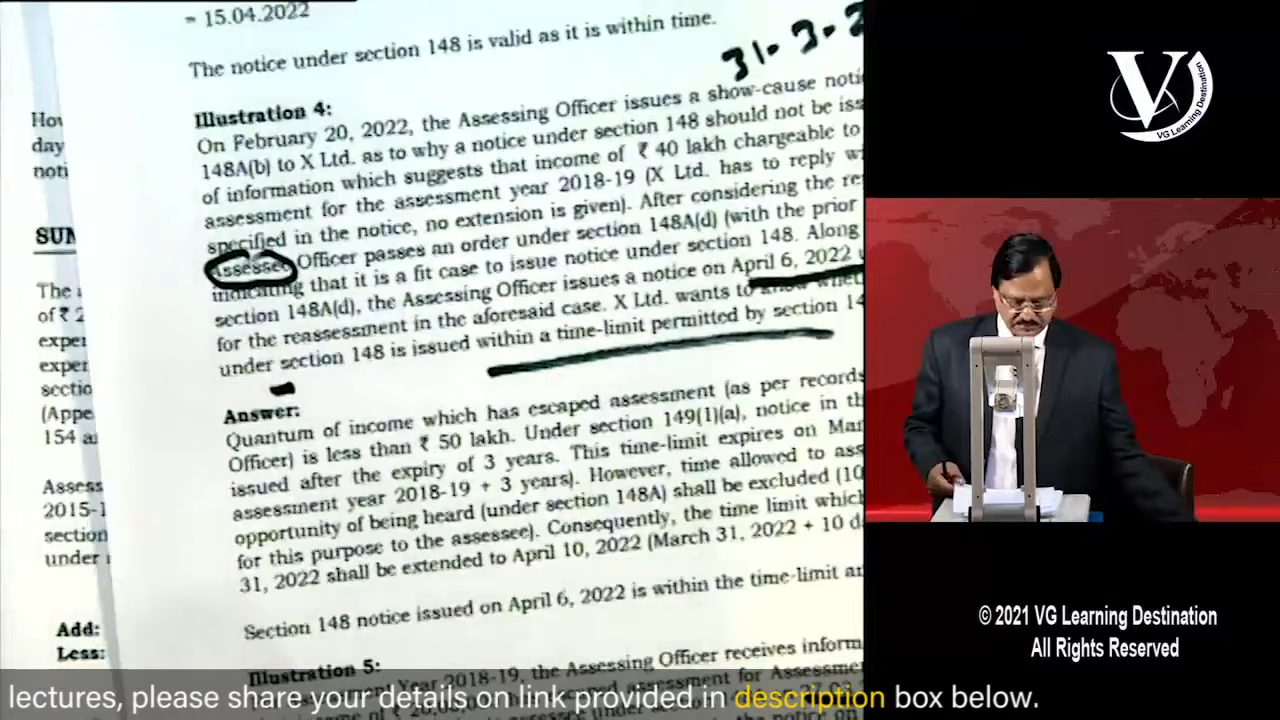 = 15.04.2022
The notice under section 148 is valid as it is within time.
31-3-2
Illustration 4:
On February 20, 2022, the Assessing Officer issues a show-cause noti
148A(b) to X Ltd. as to why a notice under section 148 should not be iss
of information which suggests that income of ₹ 40 lakh chargeable to
assessment for the assessment year 2018-19 (X Ltd. has to reply w
specified in the notice, no extension is given). After considering the re
Assessee Officer passes an order under section 148A(d) (with the prior
indicating that it is a fit case to issue notice under section 148. Along
section 148A(d), the Assessing Officer issues a notice on April 6, 2022 u
for the reassessment in the aforesaid case. X Ltd. wants to know whet
under section 148 is issued within a time-limit permitted by section 14
Answer:
Quantum of income which has escaped assessment (as per records
Officer) is less than ₹ 50 lakh. Under section 149(1)(a), notice in th
issued after the expiry of 3 years. This time-limit expires on Mar
assessment year 2018-19 + 3 years). However, time allowed to ass
opportunity of being heard (under section 148A) shall be excluded (10
for this purpose to the assessee). Consequently, the time limit which
31, 2022 shall be extended to April 10, 2022 (March 31, 2022 + 10 d
Section 148 notice issued on April 6, 2022 is within the time-limit an
Illustration 5:
Year 2018-19, the Assessing Officer receives inform
assessment for Assessme
How
day
noti
SUM
The
of ₹ 2
exper
exper
sectio
(Appe
154 a
Assess
2015-1
section
under
Add:
Less:
V
VG Learning Destination
© 2021 VG Learning Destination
All Rights Reserved
lectures, please share your details on link provided in description box below.